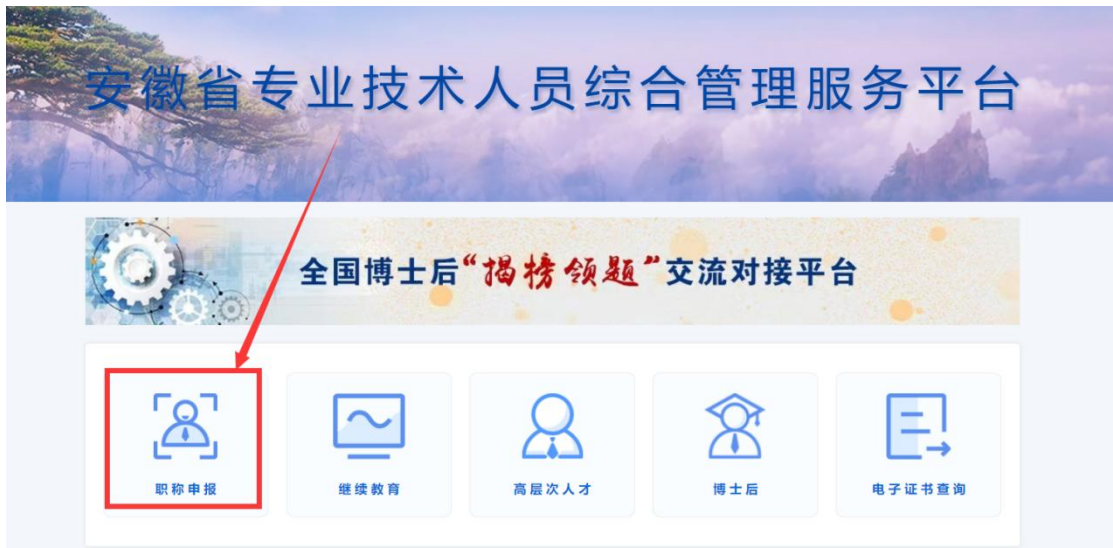 安徽省专业技术人员综合管理服务平台
全国博士后“揭榜领题”交流对接平台
职称申报
继续教育
高层次人才
博士后
电子证书查询